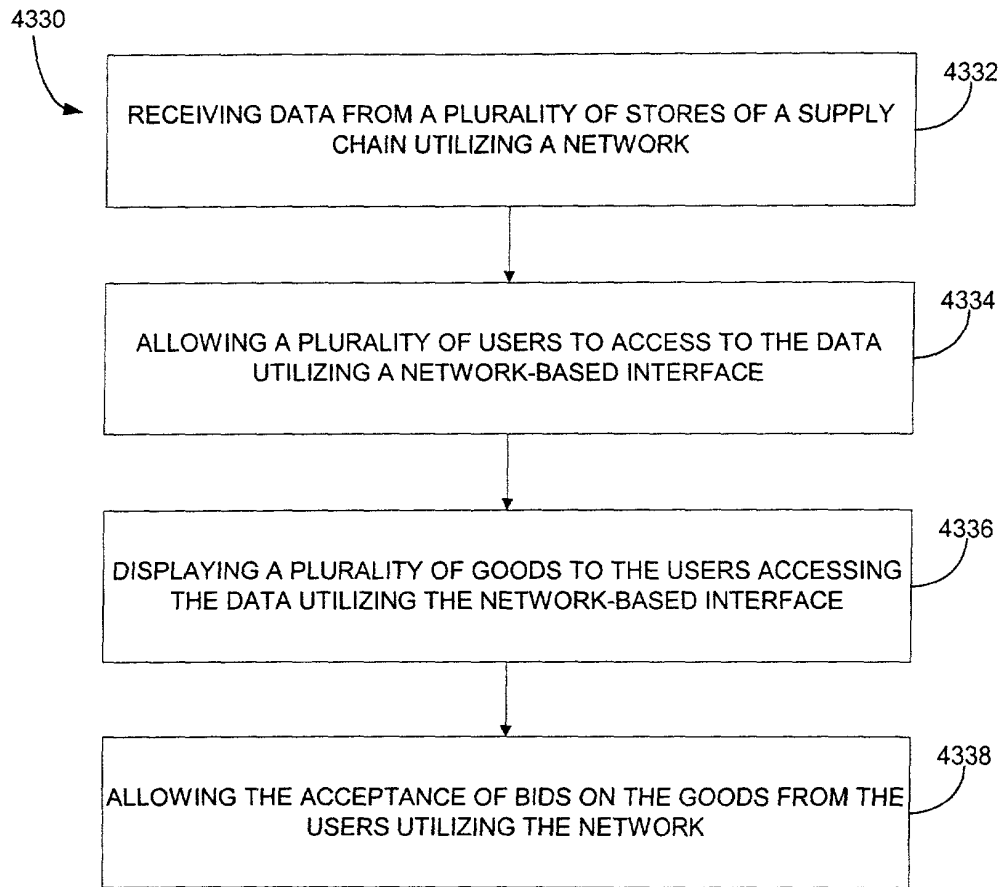 4330
4332
RECEIVING DATA FROM A PLURALITY OF STORES OF A SUPPLY
CHAIN UTILIZING A NETWORK
4334
ALLOWING A PLURALITY OF USERS TO ACCESS TO THE DATA
UTILIZING A NETWORK-BASED INTERFACE
4336
DISPLAYING A PLURALITY OF GOODS TO THE USERS ACCESSING
THE DATA UTILIZING THE NETWORK-BASED INTERFACE
4338
ALLOWING THE ACCEPTANCE OF BIDS ON THE GOODS FROM THE
USERS UTILIZING THE NETWORK